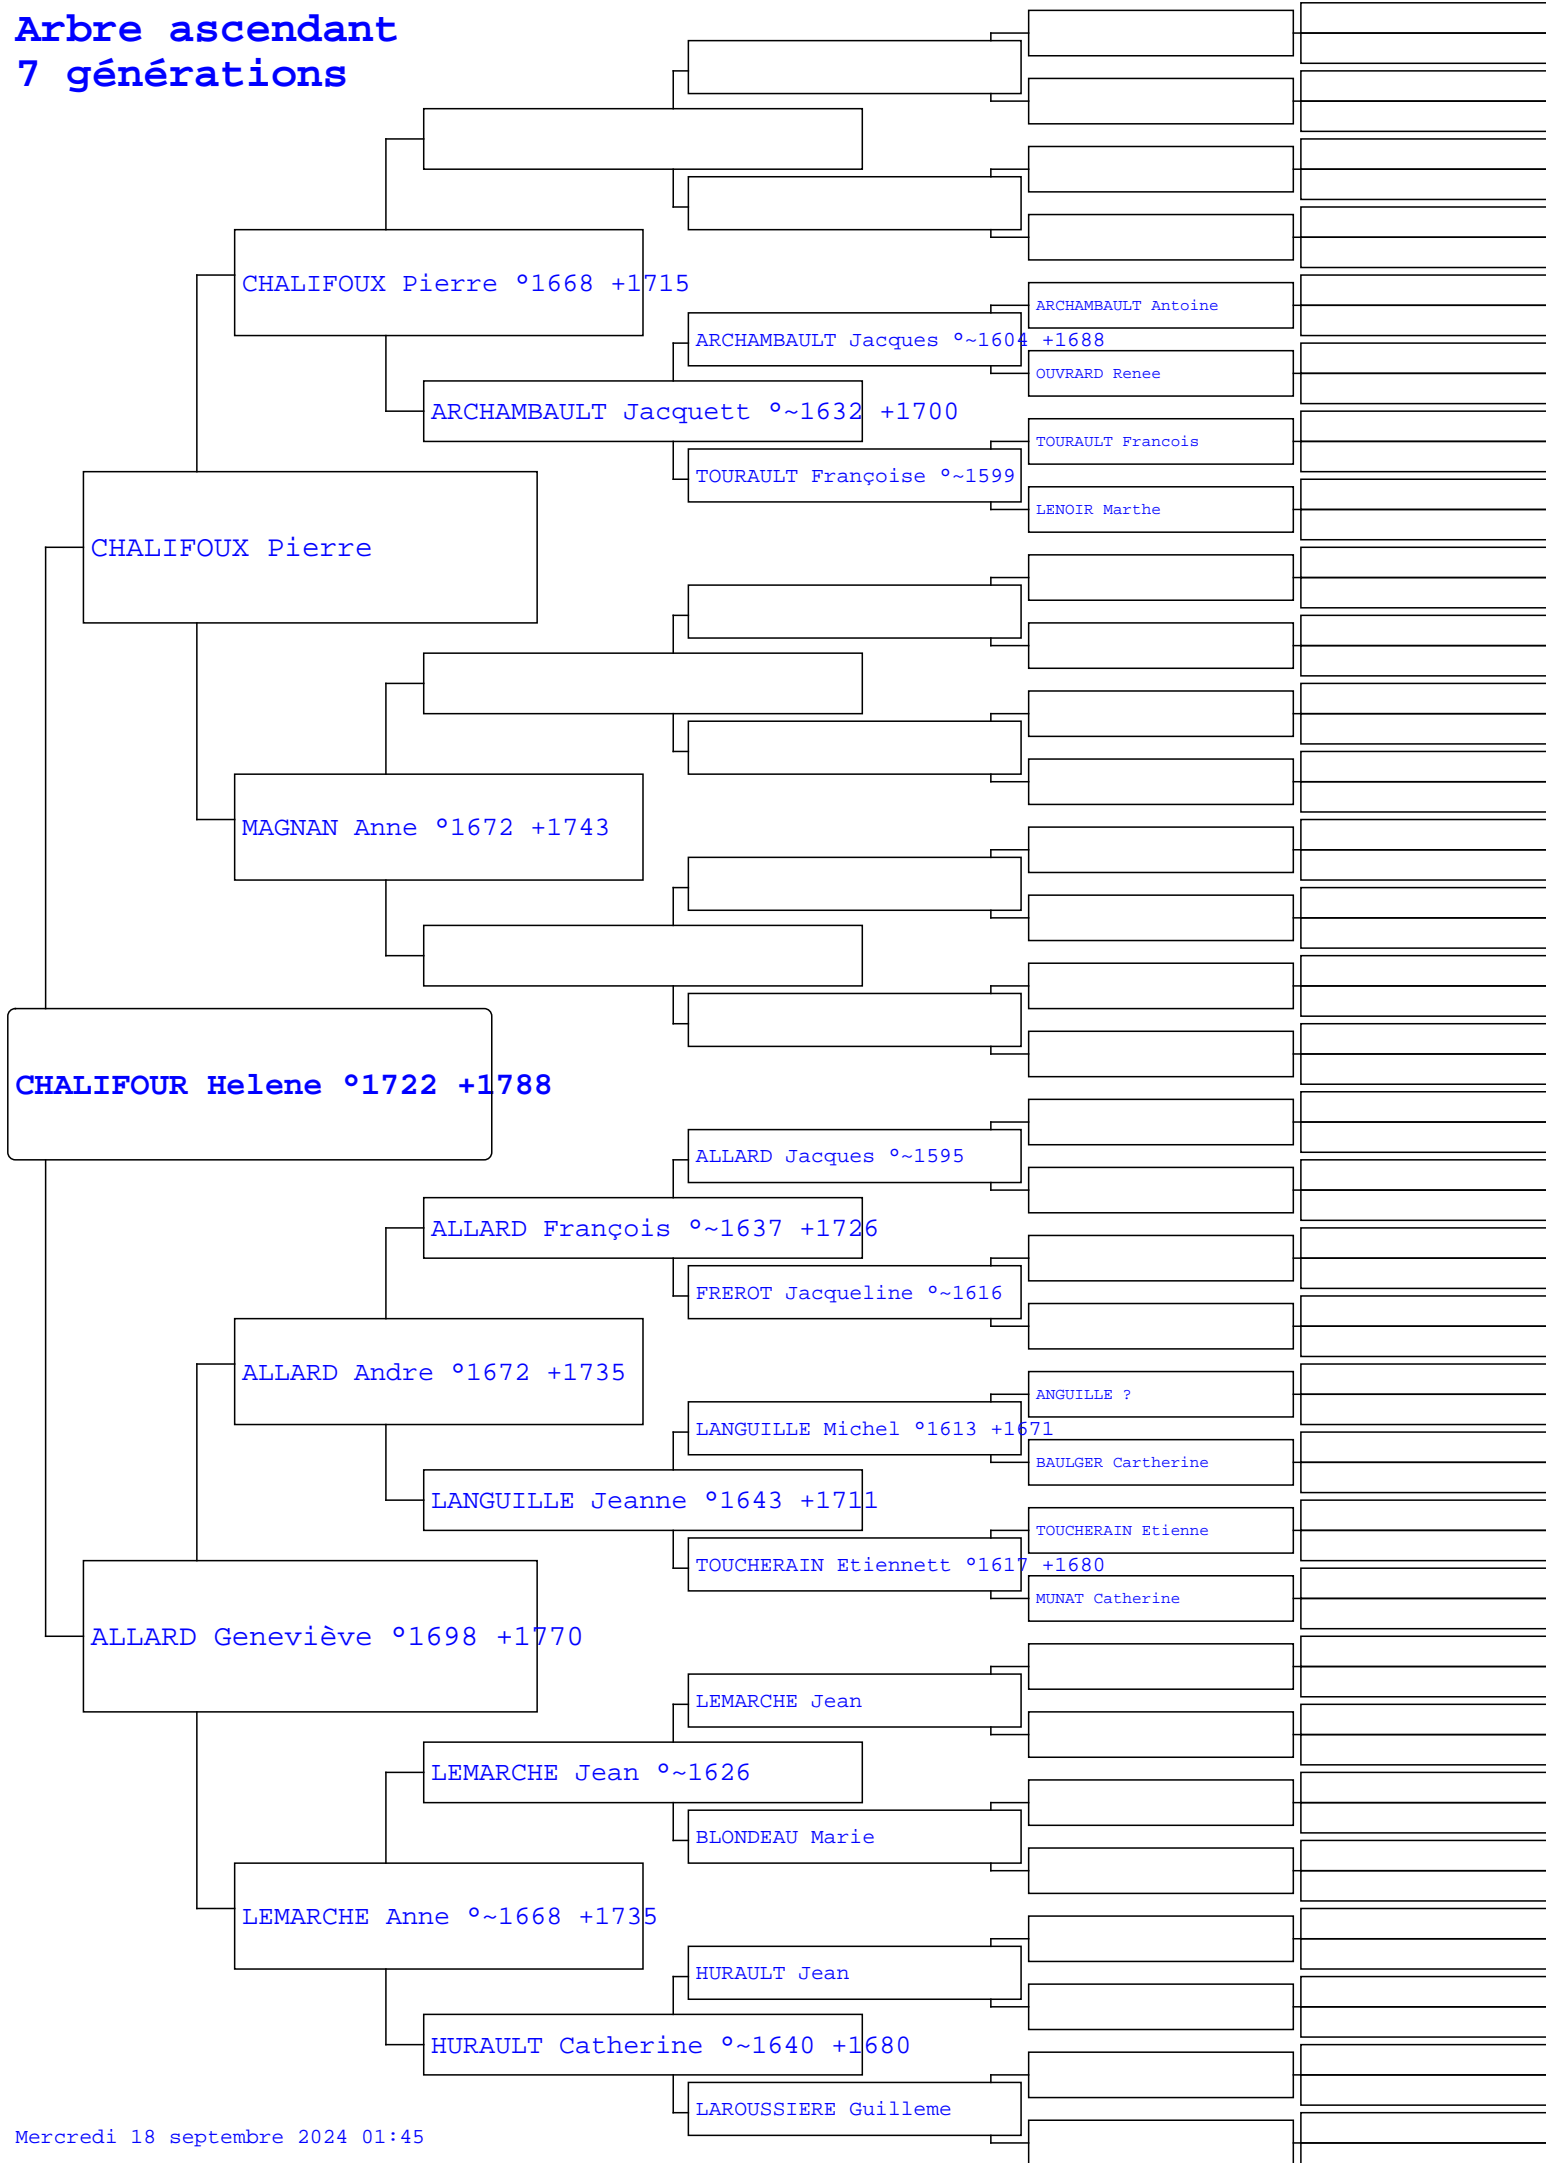 Arbre ascendant
7 générations
CHALIFOUX Pierre °1668 +1715
ARCHAMBAULT Antoine
ARCHAMBAULT Jacques °~1604 +1688
OUVRARD Renee
ARCHAMBAULT Jacquett °~1632 +1700
TOURAULT Francois
TOURAULT Françoise °~1599
LENOIR Marthe
CHALIFOUX Pierre
MAGNAN Anne °1672 +1743
CHALIFOUR Helene °1722 +1788
ALLARD Jacques °~1595
ALLARD François °~1637 +1726
FREROT Jacqueline °~1616
ALLARD Andre °1672 +1735
ANGUILLE ?
LANGUILLE Michel °1613 +1671
BAULGER Cartherine
LANGUILLE Jeanne °1643 +1711
TOUCHERAIN Etienne
TOUCHERAIN Etiennett °1617 +1680
MUNAT Catherine
ALLARD Geneviève °1698 +1770
LEMARCHE Jean
LEMARCHE Jean °~1626
BLONDEAU Marie
LEMARCHE Anne °~1668 +1735
HURAULT Jean
HURAULT Catherine °~1640 +1680
LAROUSSIERE Guilleme
Mercredi 18 septembre 2024 01:45